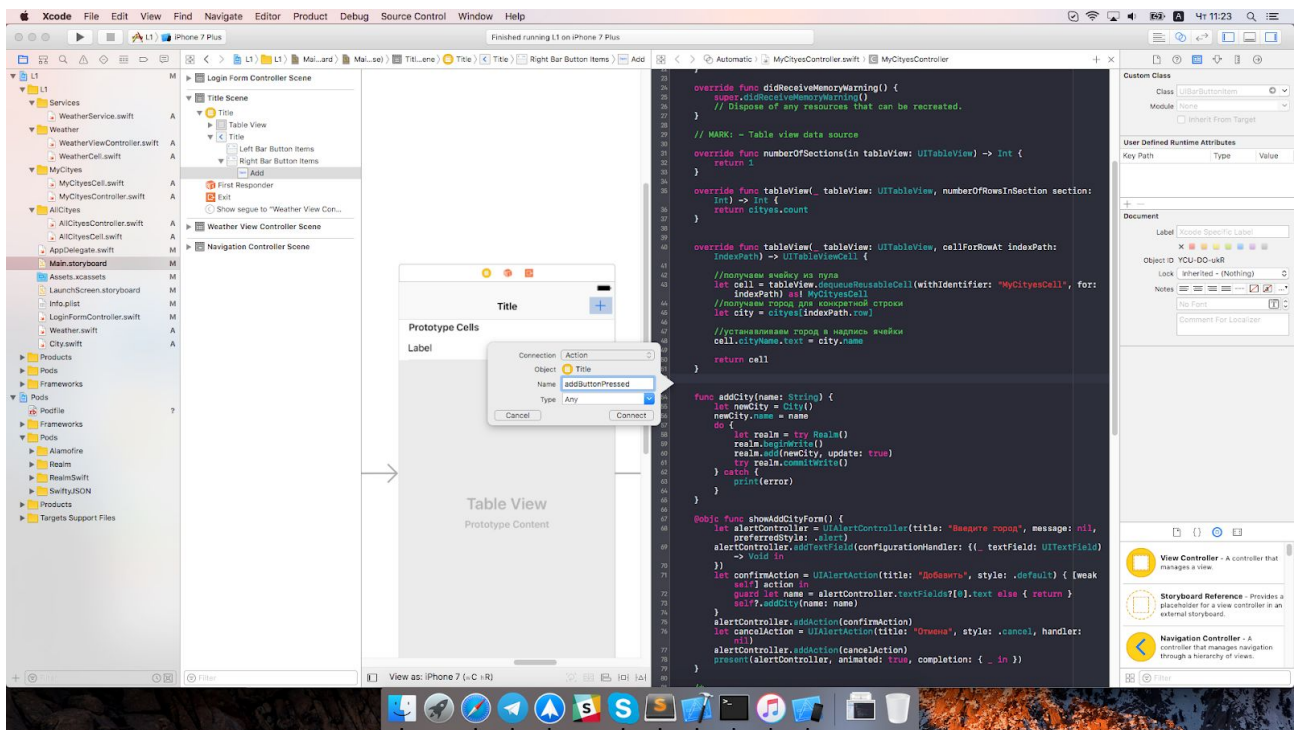 Xcode File Edit View Find Navigate Editor Product Debug Source Control Window Help Чт 11:23
L1 iPhone 7 Plus Finished running L1 on iPhone 7 Plus
L1 L1 Mai...ard Mai...se) Titl...ene Title Title Right Bar Button Items Add Automatic MyCityesController.swift MyCityesController
L1 M
L1
Services
WeatherService.swift A
Weather
WeatherViewController.swift A
WeatherCell.swift A
MyCityes
MyCityesCell.swift A
MyCityesController.swift A
AllCityes
AllCityesController.swift A
AllCityesCell.swift A
AppDelegate.swift M
Main.storyboard M
Assets.xcassets M
LaunchScreen.storyboard M
Info.plist M
LoginFormController.swift M
Weather.swift A
City.swift A
Products
Pods
Frameworks
Pods
Podfile ?
Frameworks
Pods
Alamofire
Realm
RealmSwift
SwiftyJSON
Products
Targets Support Files
Filter
Login Form Controller Scene
Title Scene
Title
Table View
Title
Left Bar Button Items
Right Bar Button Items
Add
First Responder
Exit
Show segue to "Weather View Con...
Weather View Controller Scene
Navigation Controller Scene
Filter
Title
Prototype Cells
Label
Table View
Prototype Content
Connection Action
Object Title
Name addButtonPressed
Type Any
Cancel Connect
View as: iPhone 7 (wC hR)
}
override func didReceiveMemoryWarning() {
super.didReceiveMemoryWarning()
// Dispose of any resources that can be recreated.
}
// MARK: - Table view data source
override func numberOfSections(in tableView: UITableView) -> Int {
return 1
}
override func tableView(_ tableView: UITableView, numberOfRowsInSection section:
Int) -> Int {
return cityes.count
}
override func tableView(_ tableView: UITableView, cellForRowAt indexPath:
IndexPath) -> UITableViewCell {
//получаем ячейку из пула
let cell = tableView.dequeueReusableCell(withIdentifier: "MyCityesCell", for:
indexPath) as! MyCityesCell
//получаем город для конкретной строки
let city = cityes[indexPath.row]
//устанавливаем город в надпись ячейки
cell.cityName.text = city.name
return cell
}
func addCity(name: String) {
let newCity = City()
newCity.name = name
do {
let realm = try Realm()
realm.beginWrite()
realm.add(newCity, update: true)
try realm.commitWrite()
} catch {
print(error)
}
}
@objc func showAddCityForm() {
let alertController = UIAlertController(title: "Введите город", message: nil,
preferredStyle: .alert)
alertController.addTextField(configurationHandler: {(_ textField: UITextField)
-> Void in
})
let confirmAction = UIAlertAction(title: "Добавить", style: .default) { [weak
self] action in
guard let name = alertController.textFields?[0].text else { return }
self?.addCity(name: name)
}
alertController.addAction(confirmAction)
let cancelAction = UIAlertAction(title: "Отмена", style: .cancel, handler:
nil)
alertController.addAction(cancelAction)
present(alertController, animated: true, completion: { _ in })
}
Custom Class
Class UIBarButtonItem
Module None
Inherit From Target
User Defined Runtime Attributes
Key Path Type Value
Document
Label Xcode Specific Label
Object ID YCU-DO-ukR
Lock Inherited - (Nothing)
Notes
No Font
Comment For Localizer
View Controller - A controller that
manages a view.
Storyboard Reference - Provides a
placeholder for a view controller in an
external storyboard.
Navigation Controller - A
controller that manages navigation
through a hierarchy of views.
Filter